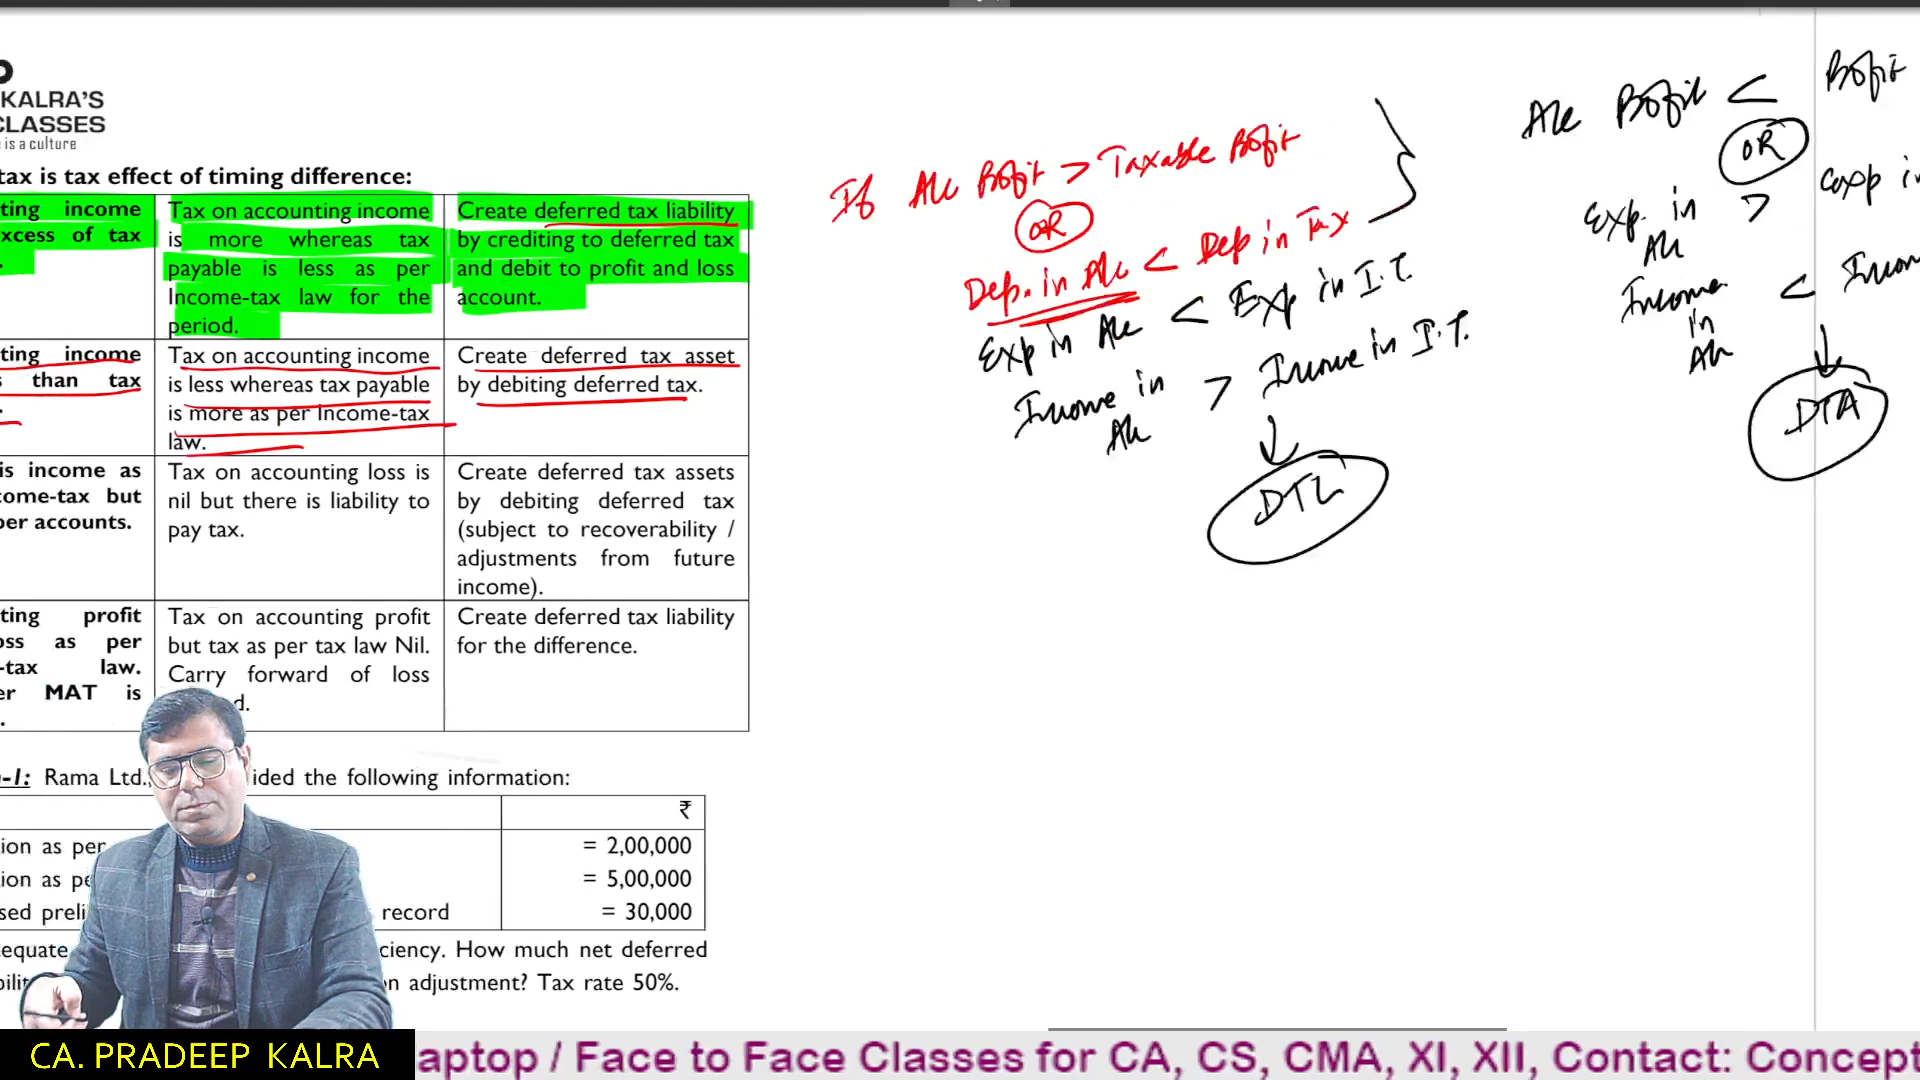 KALRA'S
CLASSES
is a culture
tax is tax effect of timing difference:
ting income
xcess of tax
Tax on accounting income
is more whereas tax
payable is less as per
Income-tax law for the
period.
Create deferred tax liability
by crediting to deferred tax
and debit to profit and loss
account.
ting income
s than tax
Tax on accounting income
is less whereas tax payable
is more as per Income-tax
law.
Create deferred tax asset
by debiting deferred tax.
is income as
come-tax but
per accounts.
Tax on accounting loss is
nil but there is liability to
pay tax.
Create deferred tax assets
by debiting deferred tax
(subject to recoverability /
adjustments from future
income).
ting profit
oss as per
-tax law.
er MAT is
Tax on accounting profit
but tax as per tax law Nil.
Carry forward of loss
d.
Create deferred tax liability
for the difference.
-1: Rama Ltd., ided the following information:
₹
ion as per = 2,00,000
ion as pe = 5,00,000
sed preli record = 30,000
equate ciency. How much net deferred
bilit n adjustment? Tax rate 50%.
If A/c Profit > Taxable Profit
OR
Dep. in A/c < Dep in Tax
Exp in A/c < Exp in I.T.
Income in A/c > Income in I.T.
DTL
A/c Profit < Profit
OR
Exp. in A/c > exp i
Income in A/c < Incom
DTA
CA. PRADEEP KALRA
aptop / Face to Face Classes for CA, CS, CMA, XI, XII, Contact: Concept